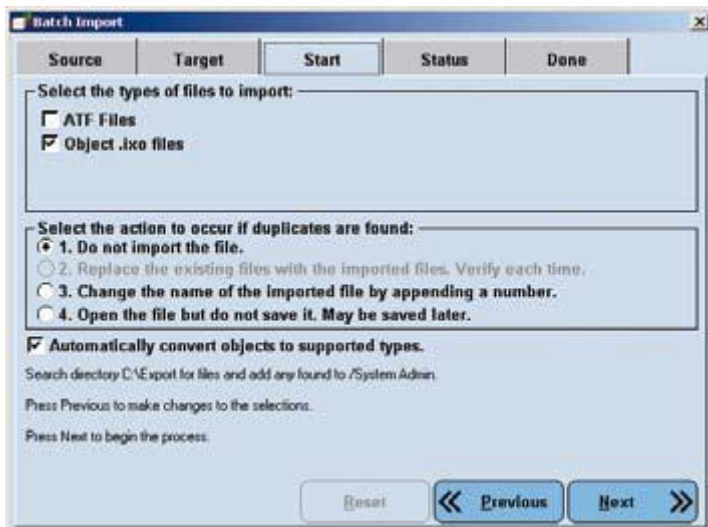 Batch Import
Source Target Start Status Done
Select the types of files to import:
ATF Files
Object .ixo files
Select the action to occur if duplicates are found:
1. Do not import the file.
2. Replace the existing files with the imported files. Verify each time.
3. Change the name of the imported file by appending a number.
4. Open the file but do not save it. May be saved later.
Automatically convert objects to supported types.
Search directory C:\Export for files and add any found to /System Admin.
Press Previous to make changes to the selections.
Press Next to begin the process.
Reset Previous Next